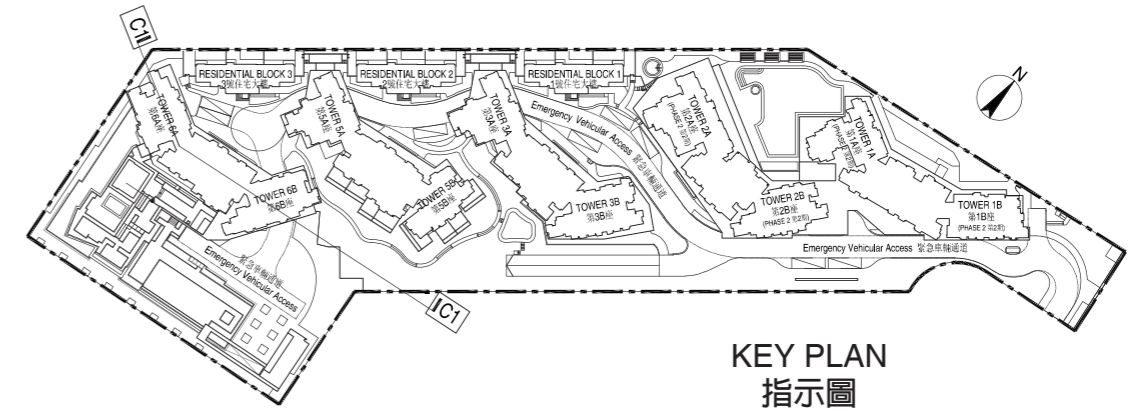 C1
N
RESIDENTIAL BLOCK 3
3號住宅大樓
RESIDENTIAL BLOCK 2
2號住宅大樓
RESIDENTIAL BLOCK 1
1號住宅大樓
TOWER 6A
第6A座
TOWER 5A
第5A座
TOWER 3A
第3A座
Emergency Vehicular Access 緊急車輛通道
TOWER 2A
第2A座
(PHASE 2 第2期)
TOWER 1A
第1A座
(PHASE 2 第2期)
TOWER 6B
第6B座
TOWER 5B
第5B座
TOWER 3B
第3B座
TOWER 2B
第2B座
(PHASE 2 第2期)
TOWER 1B
第1B座
(PHASE 2 第2期)
緊急車輛通道
Emergency Vehicular Access
Emergency Vehicular Access 緊急車輛通道
C1
KEY PLAN
指示圖